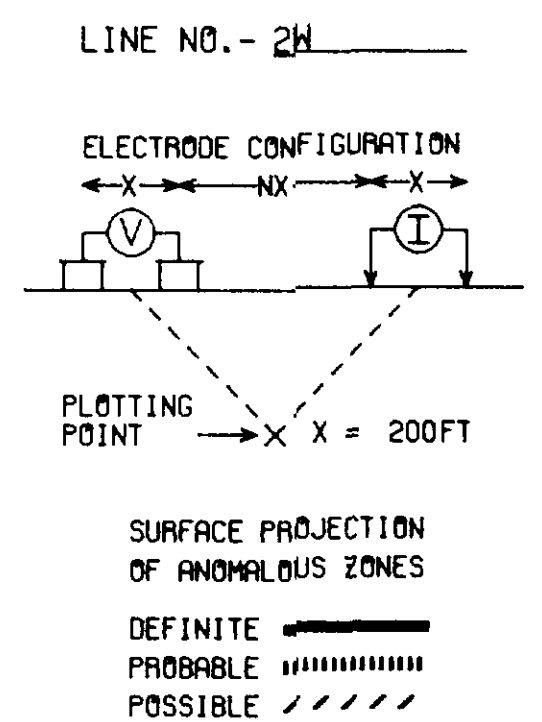 LINE NO.- 2W
ELECTRODE CONFIGURATION
X NX X
V I
PLOTTING
POINT X X = 200FT
SURFACE PROJECTION
OF ANOMALOUS ZONES
DEFINITE
PROBABLE
POSSIBLE